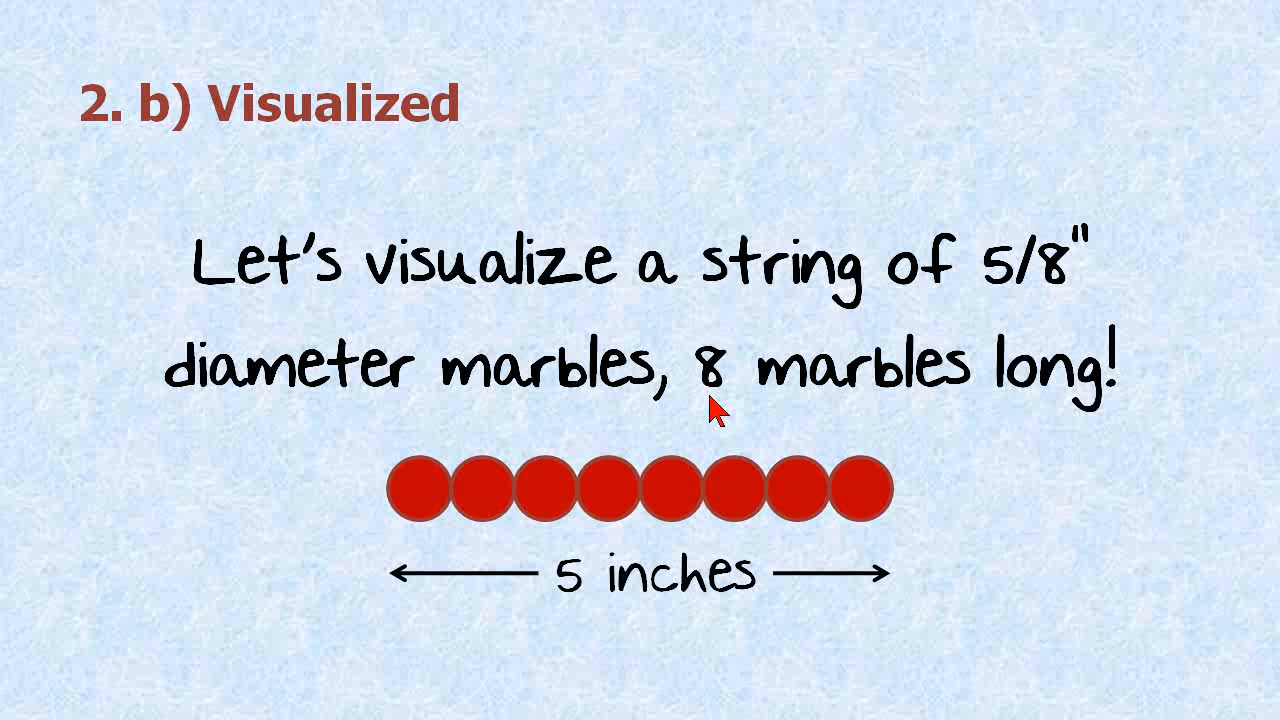 2. b) Visualized
Let's visualize a string of 5/8"
diameter marbles, 8 marbles long!
5 inches